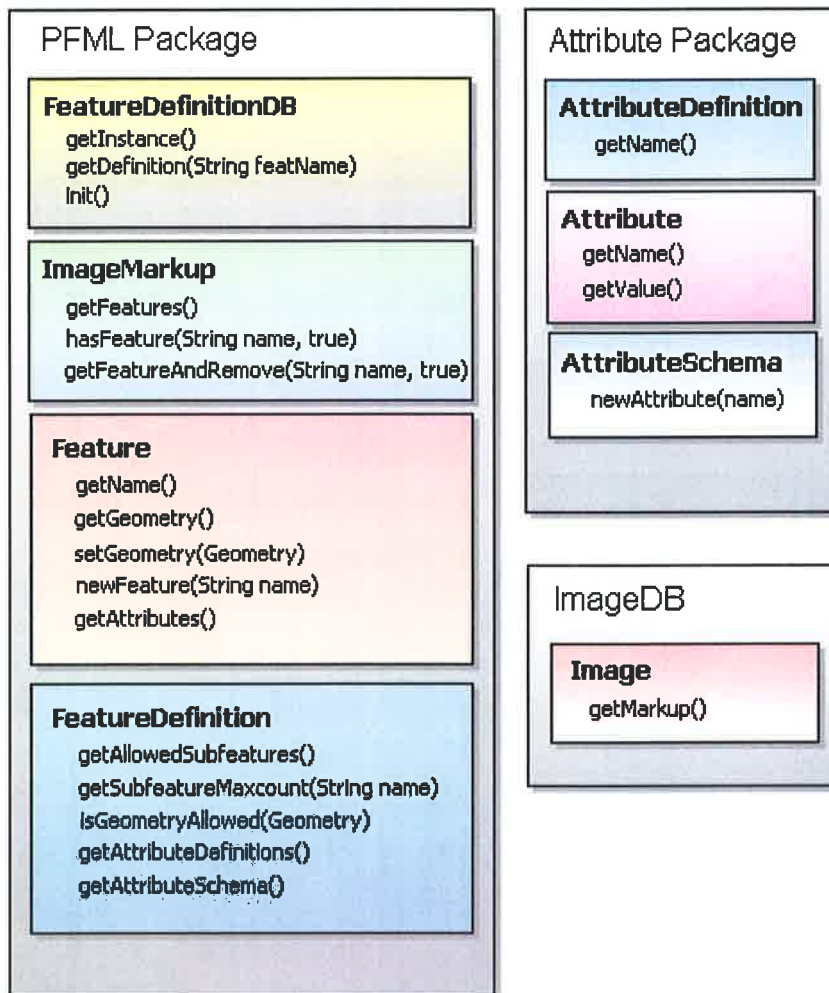 PFML Package
FeatureDefinitionDB
getInstance()
getDefinition(String featName)
Init()
ImageMarkup
getFeatures()
hasFeature(String name, true)
getFeatureAndRemove(String name, true)
Feature
getName()
getGeometry()
setGeometry(Geometry)
newFeature(String name)
getAttributes()
FeatureDefinition
getAllowedSubfeatures()
getSubfeatureMaxcount(String name)
isGeometryAllowed(Geometry)
getAttributeDefinitions()
getAttributeSchema()
Attribute Package
AttributeDefinition
getName()
Attribute
getName()
getValue()
AttributeSchema
newAttribute(name)
ImageDB
Image
getMarkup()